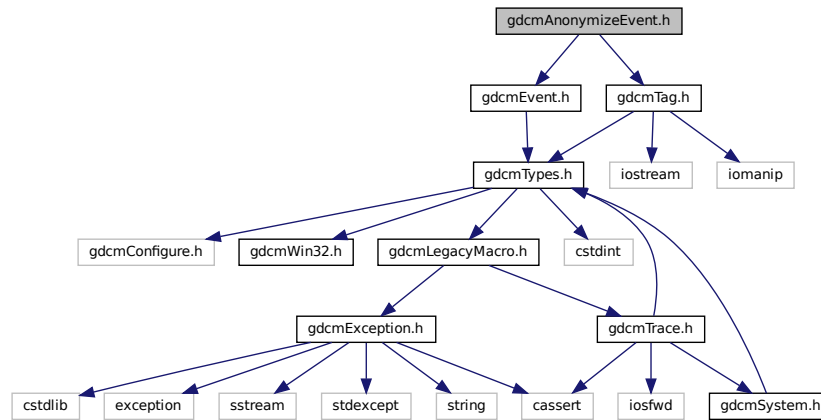 gdcmAnonymizeEvent.h
gdcmEvent.h
gdcmTag.h
gdcmTypes.h
iostream
iomanip
gdcmConfigure.h
gdcmWin32.h
gdcmLegacyMacro.h
cstdint
gdcmException.h
gdcmTrace.h
cstdlib
exception
sstream
stdexcept
string
cassert
iosfwd
gdcmSystem.h